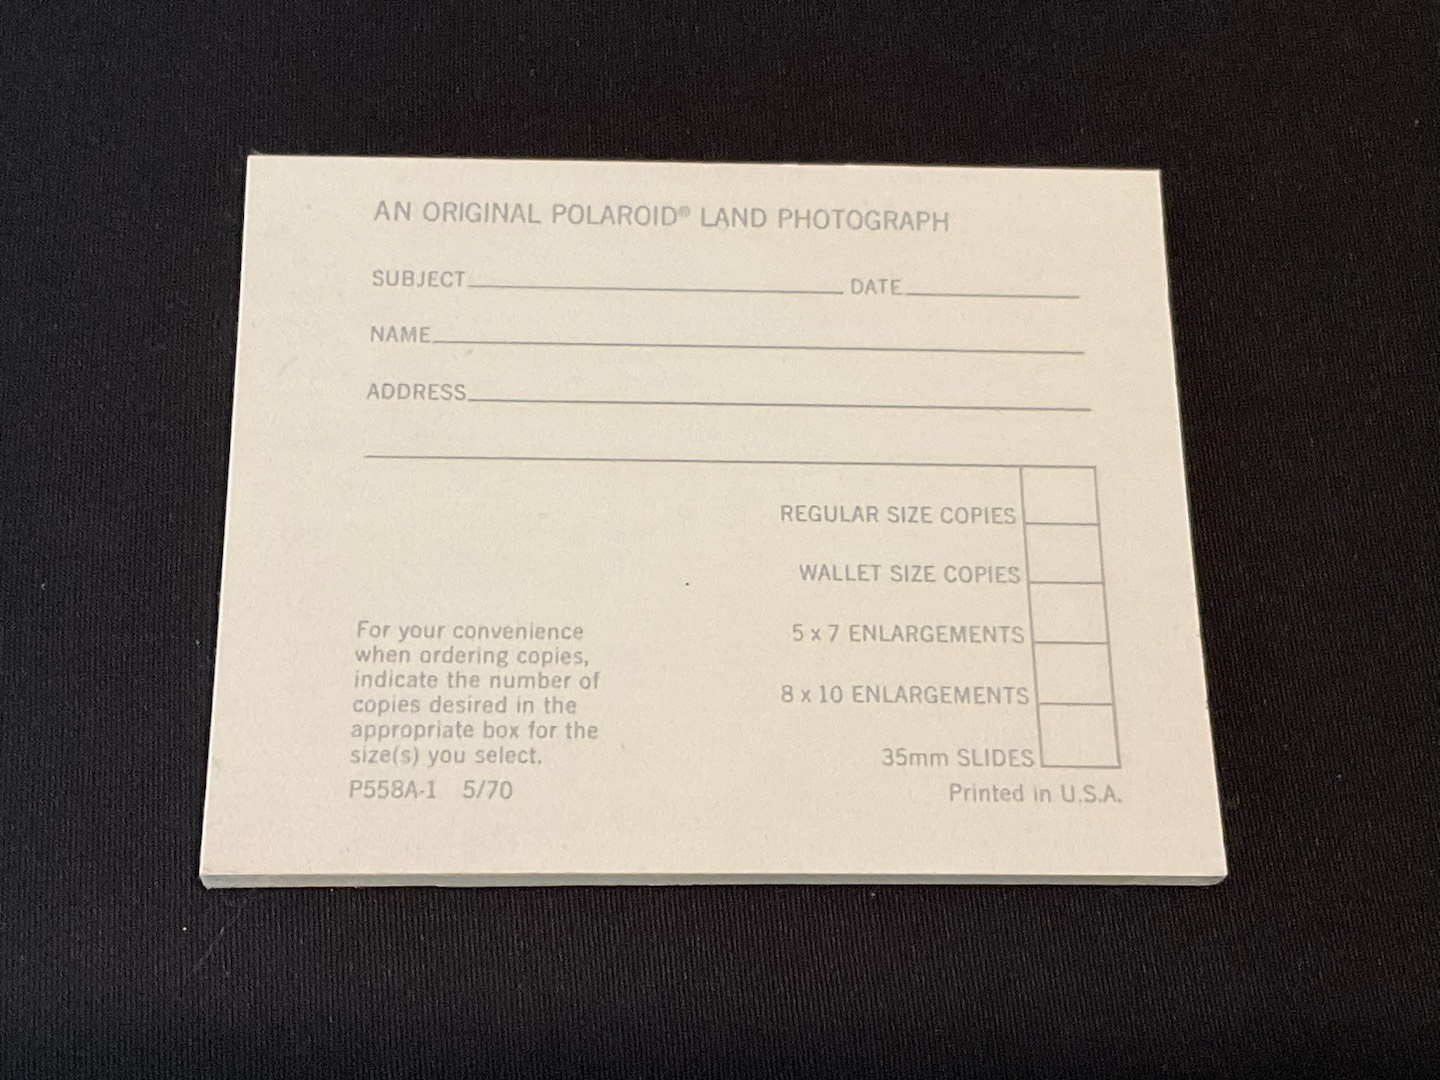 AN ORIGINAL POLAROID® LAND PHOTOGRAPH
SUBJECT DATE
NAME
ADDRESS
REGULAR SIZE COPIES
WALLET SIZE COPIES
5 x 7 ENLARGEMENTS
8 x 10 ENLARGEMENTS
35mm SLIDES
For your convenience
when ordering copies,
indicate the number of
copies desired in the
appropriate box for the
size(s) you select.
P558A-1 5/70
Printed in U.S.A.